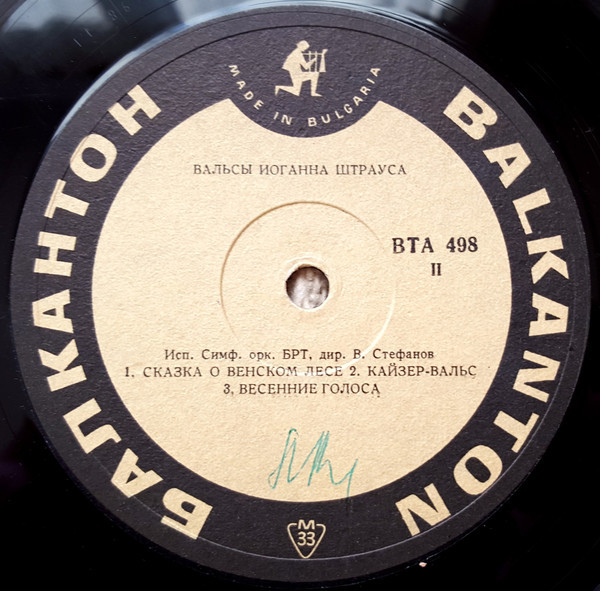 MADE IN BULGARIA
БАЛКАНТОН
BALKANTON
ВАЛЬСЫ ИОГАННА ШТРАУСА
ВТА 498
II
Исп. Симф. орк. БРТ, дир. В. Стефанов
1. СКАЗКА О ВЕНСКОМ ЛЕСЕ 2. КАЙЗЕР-ВАЛЬС
3. ВЕСЕННИЕ ГОЛОСА
М
33